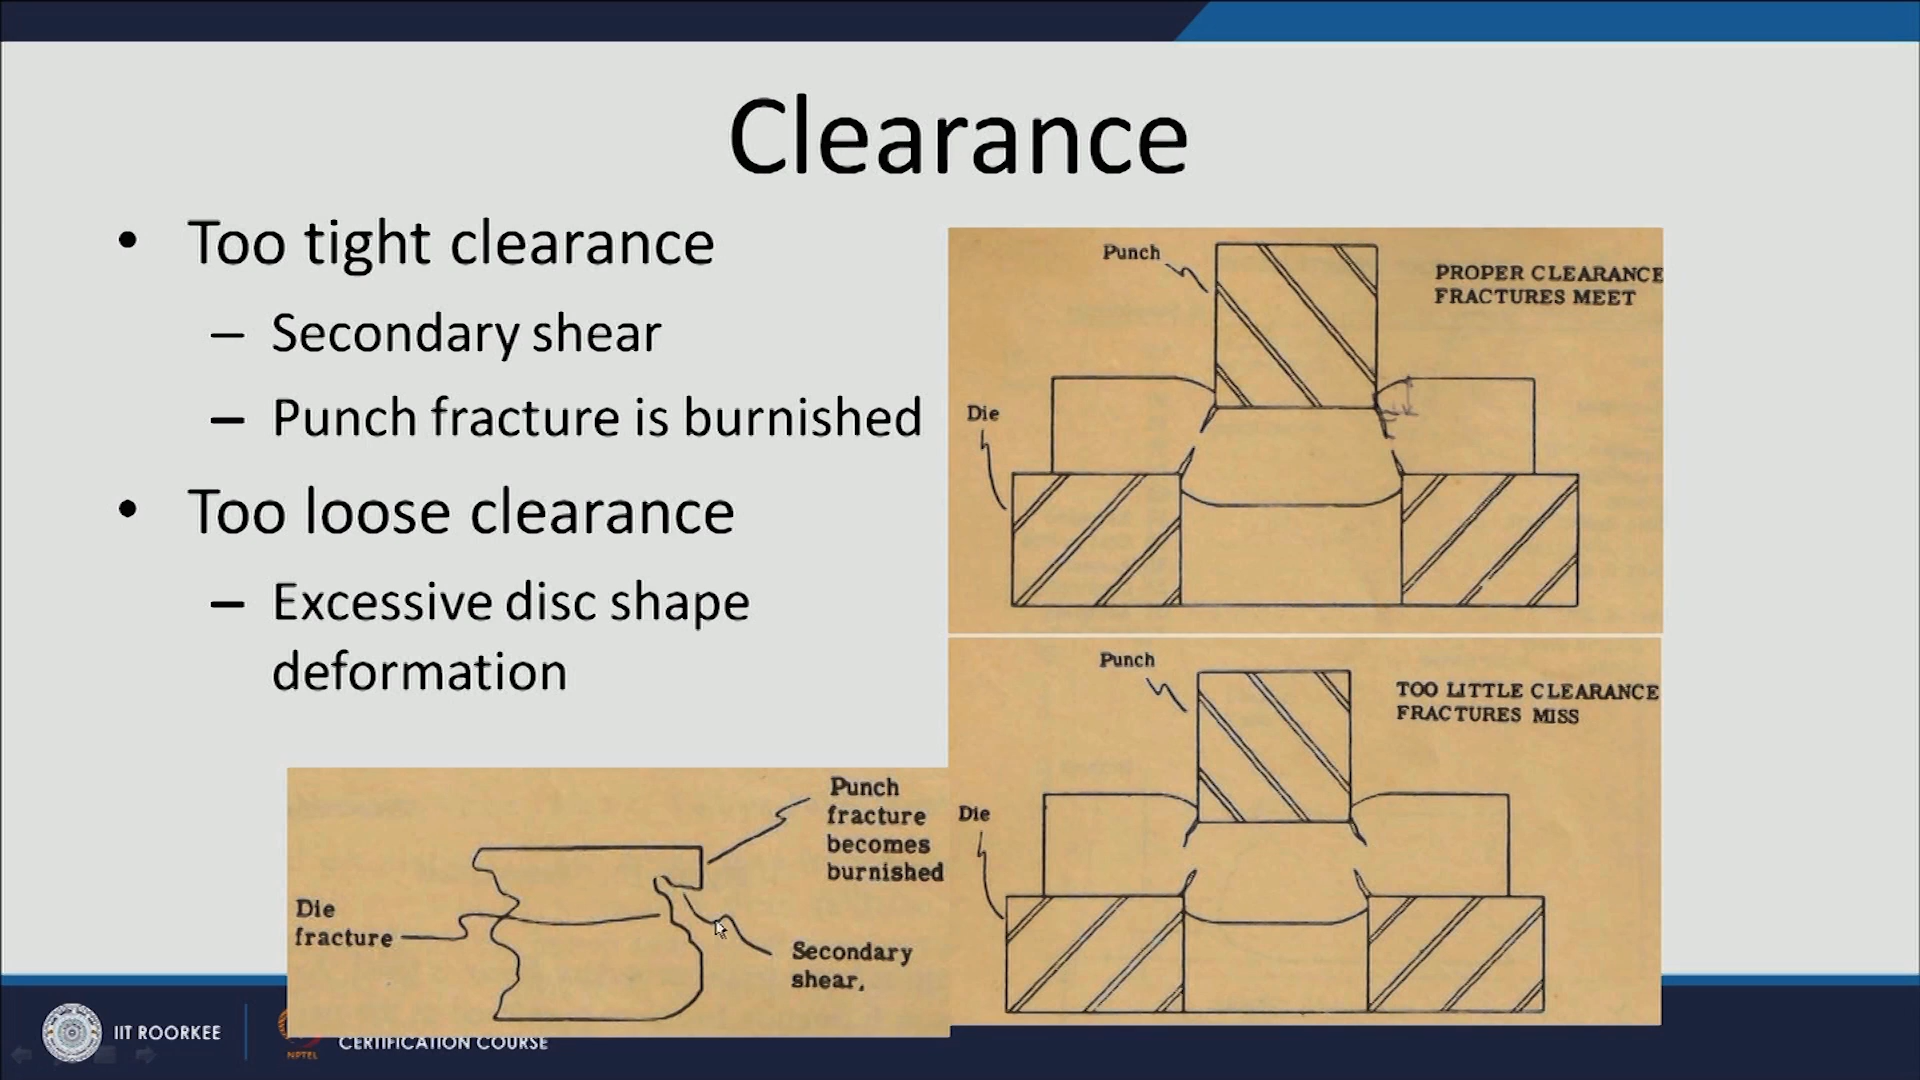 Clearance
• Too tight clearance
– Secondary shear
– Punch fracture is burnished
• Too loose clearance
– Excessive disc shape
deformation
Punch
PROPER CLEARANCE
FRACTURES MEET
Die
Punch
TOO LITTLE CLEARANCE
FRACTURES MISS
Die
Punch
fracture
becomes
burnished
Die
fracture
Secondary
shear,
IIT ROORKEE
NPTEL
CERTIFICATION COURSE